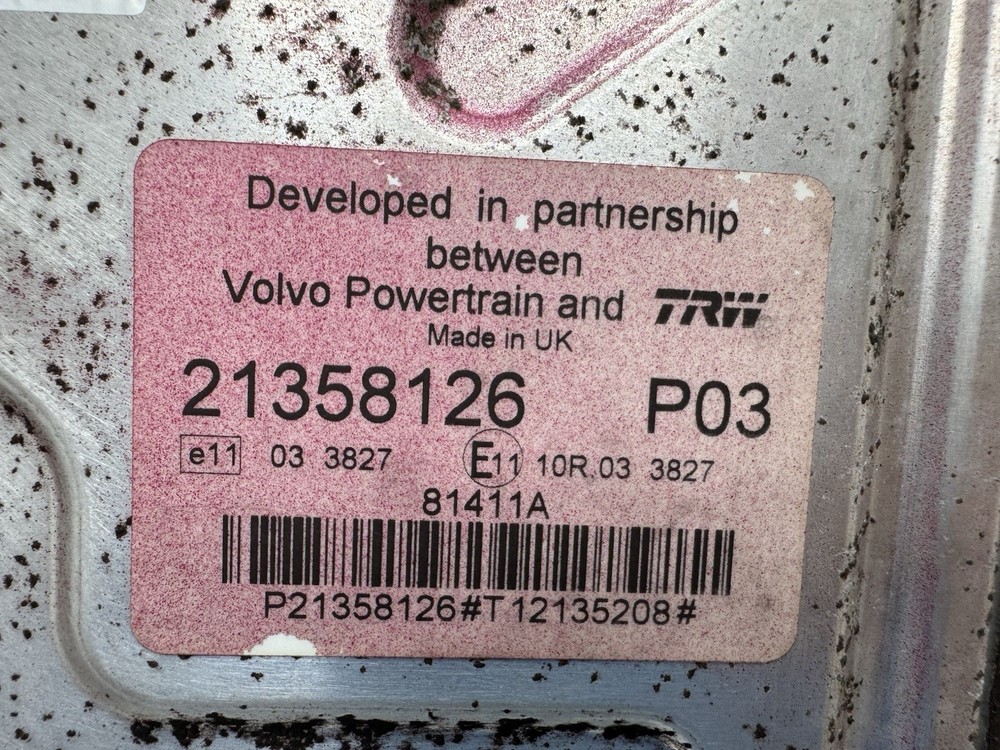 Developed in partnership
between
Volvo Powertrain and TRW
Made in UK
21358126 P03
e11 03 3827 E11 10R.03 3827
81411A
P21358126#T12135208#